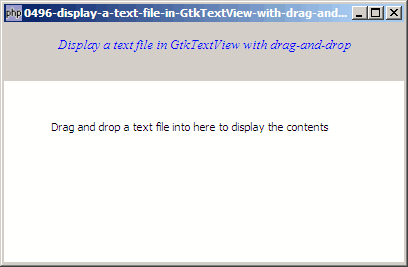 php 0496-display-a-text-file-in-GtkTextView-with-drag-and...
Display a text file in GtkTextView with drag-and-drop
Drag and drop a text file into here to display the contents